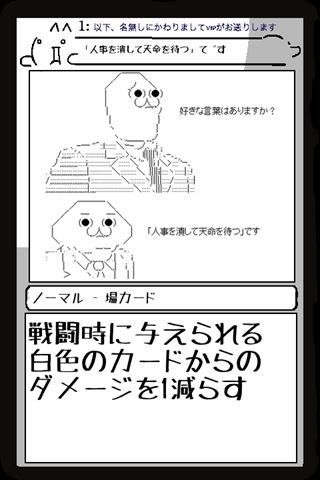 1: 以下、名無しにかわりましてVIPがお送りします
「人事を潰して天命を待つ」です
好きな言葉はありますか？
「人事を潰して天命を待つ」です
ノーマル - 場カード
戦闘時に与えられる
白色のカードからの
ダメージを1減らす